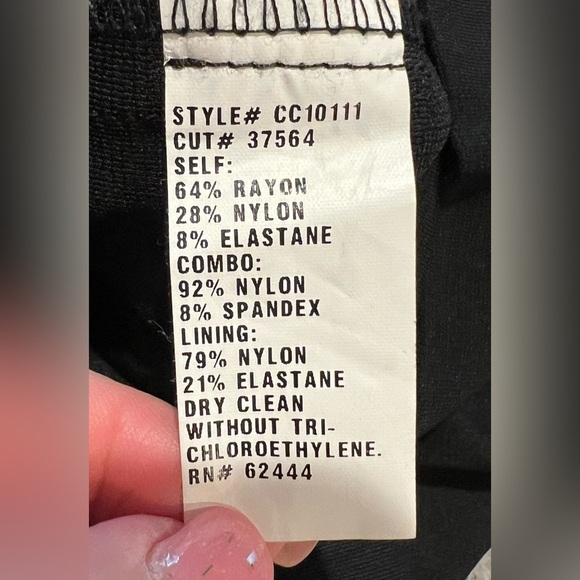 STYLE# CC10111
CUT# 37564
SELF:
64% RAYON
28% NYLON
8% ELASTANE
COMBO:
92% NYLON
8% SPANDEX
LINING:
79% NYLON
21% ELASTANE
DRY CLEAN
WITHOUT TRI-
CHLOROETHYLENE.
RN# 62444